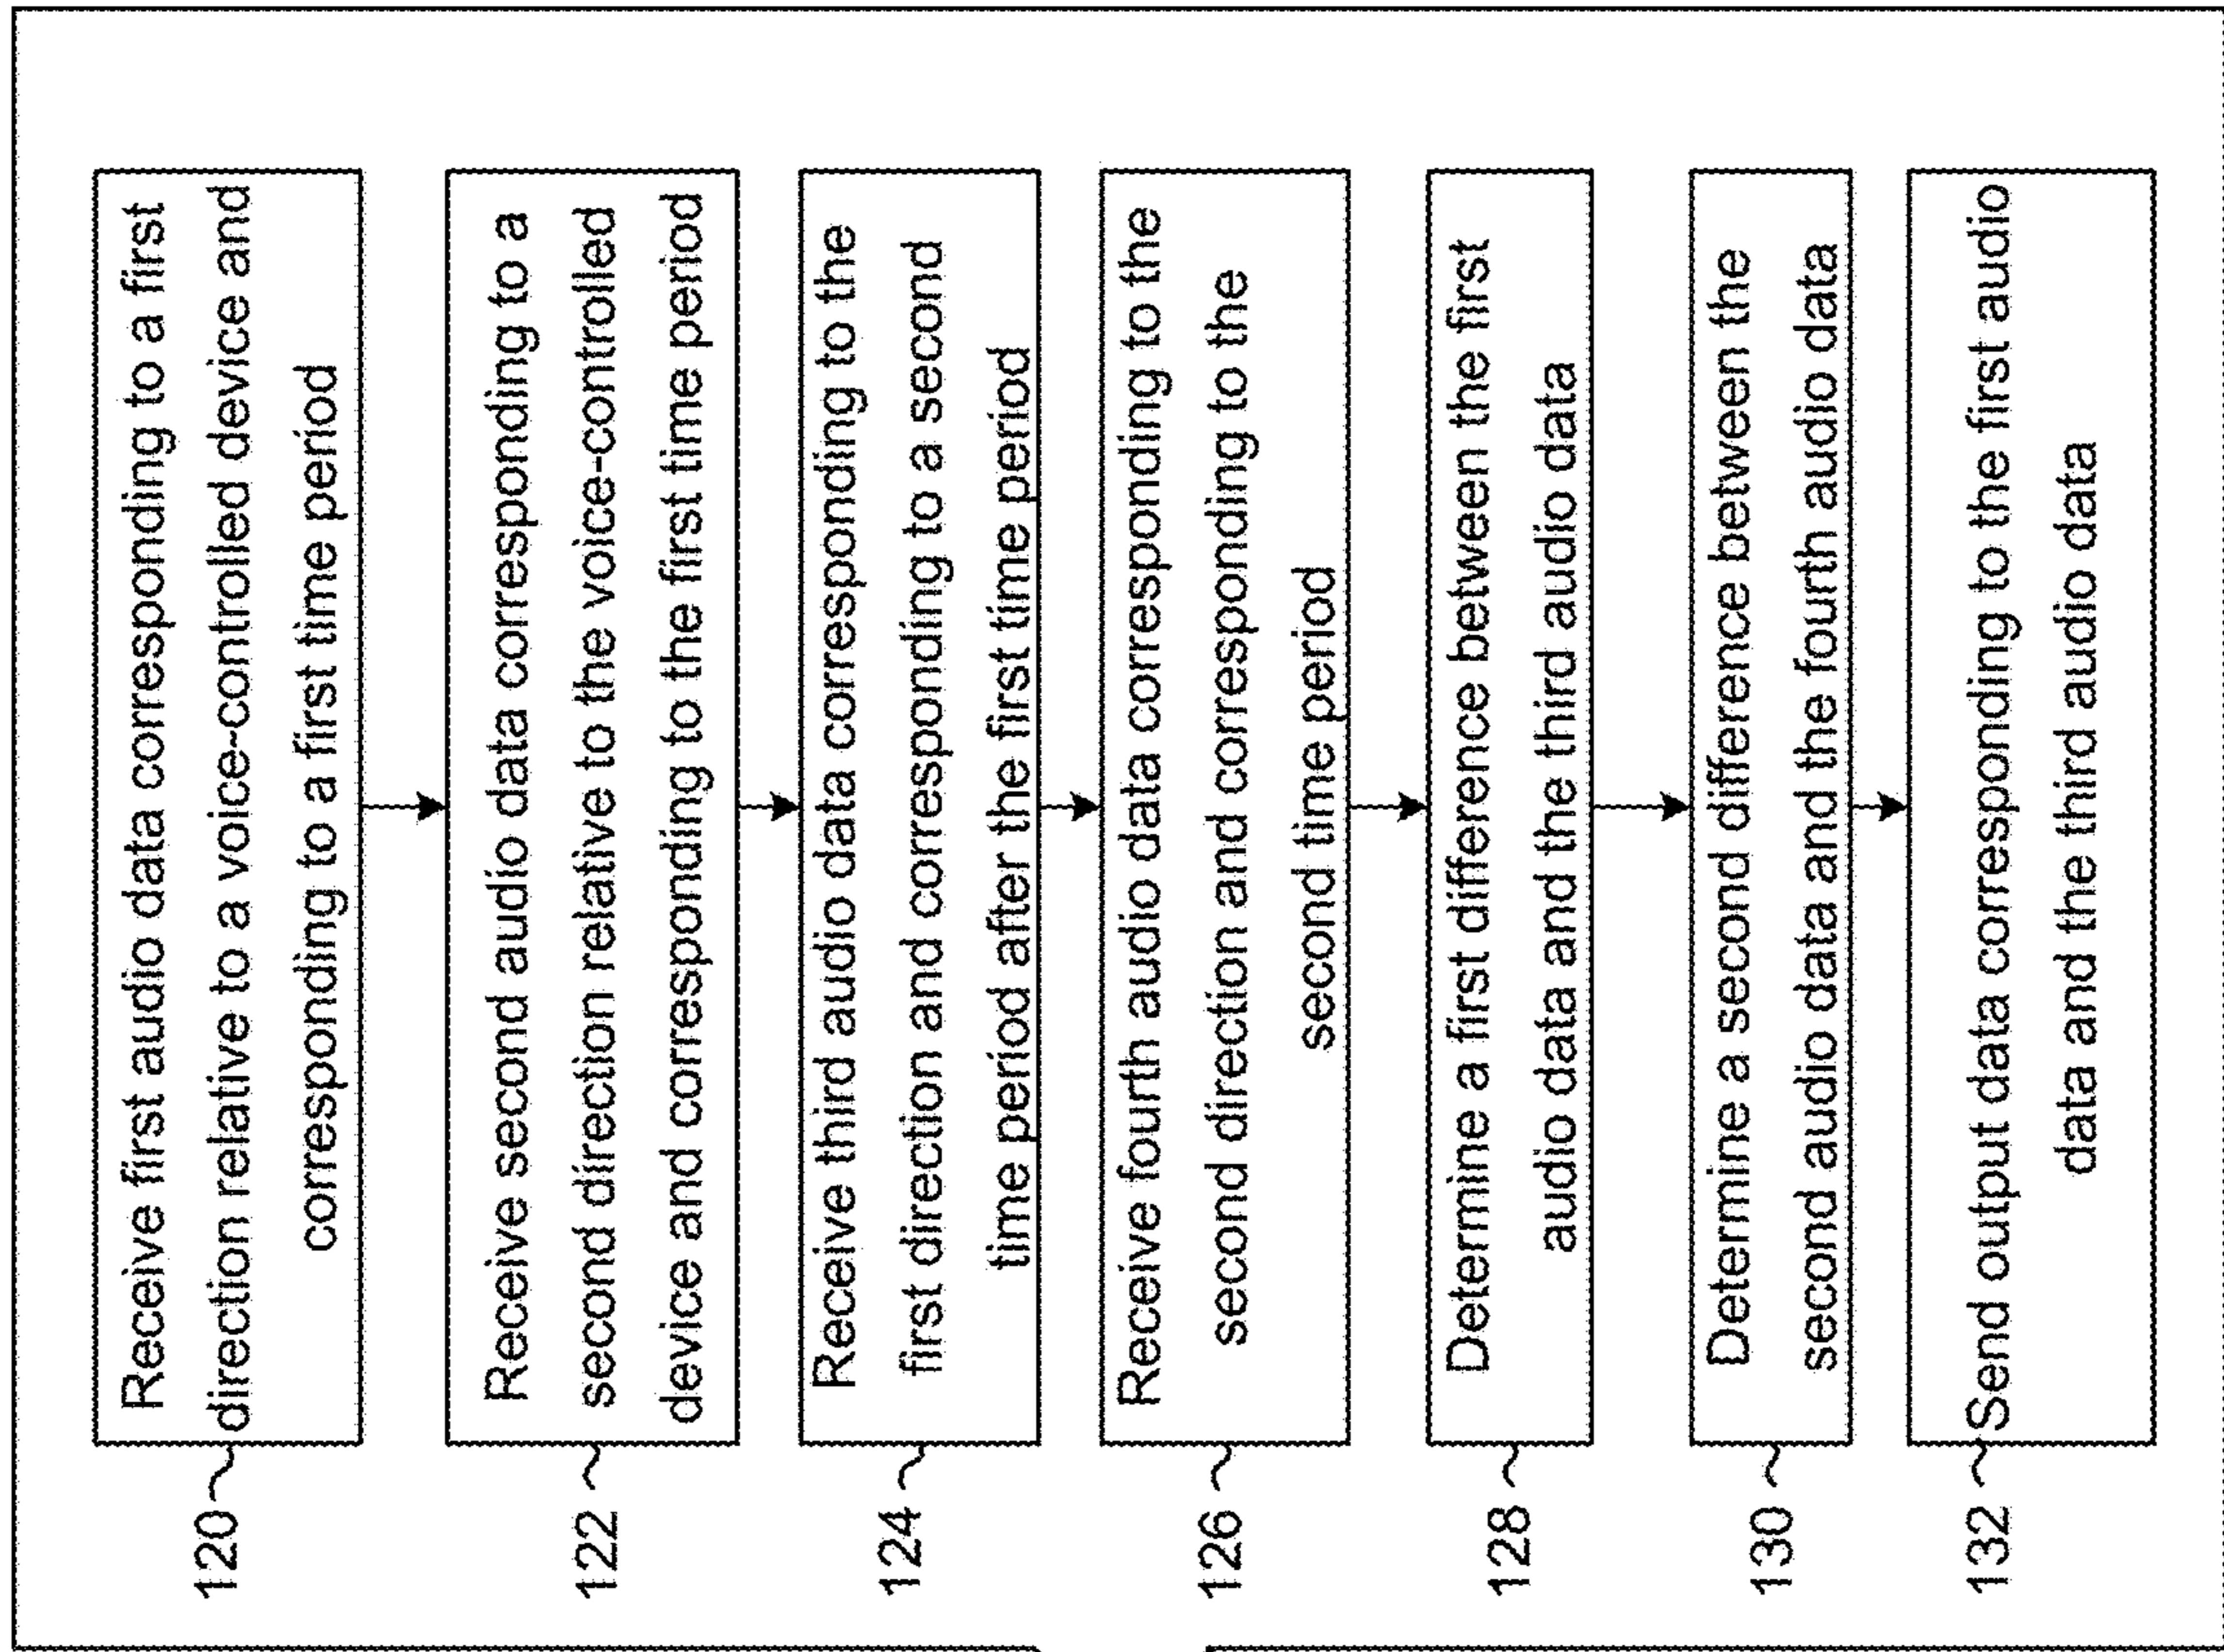 120
Receive first audio data corresponding to a first
direction relative to a voice-controlled device and
corresponding to a first time period
122
Receive second audio data corresponding to a
second direction relative to the voice-controlled
device and corresponding to the first time period
124
Receive third audio data corresponding to the
first direction and corresponding to a second
time period after the first time period
126
Receive fourth audio data corresponding to the
second direction and corresponding to the
second time period
128
Determine a first difference between the first
audio data and the third audio data
130
Determine a second difference between the
second audio data and the fourth audio data
132
Send output data corresponding to the first audio
data and the third audio data